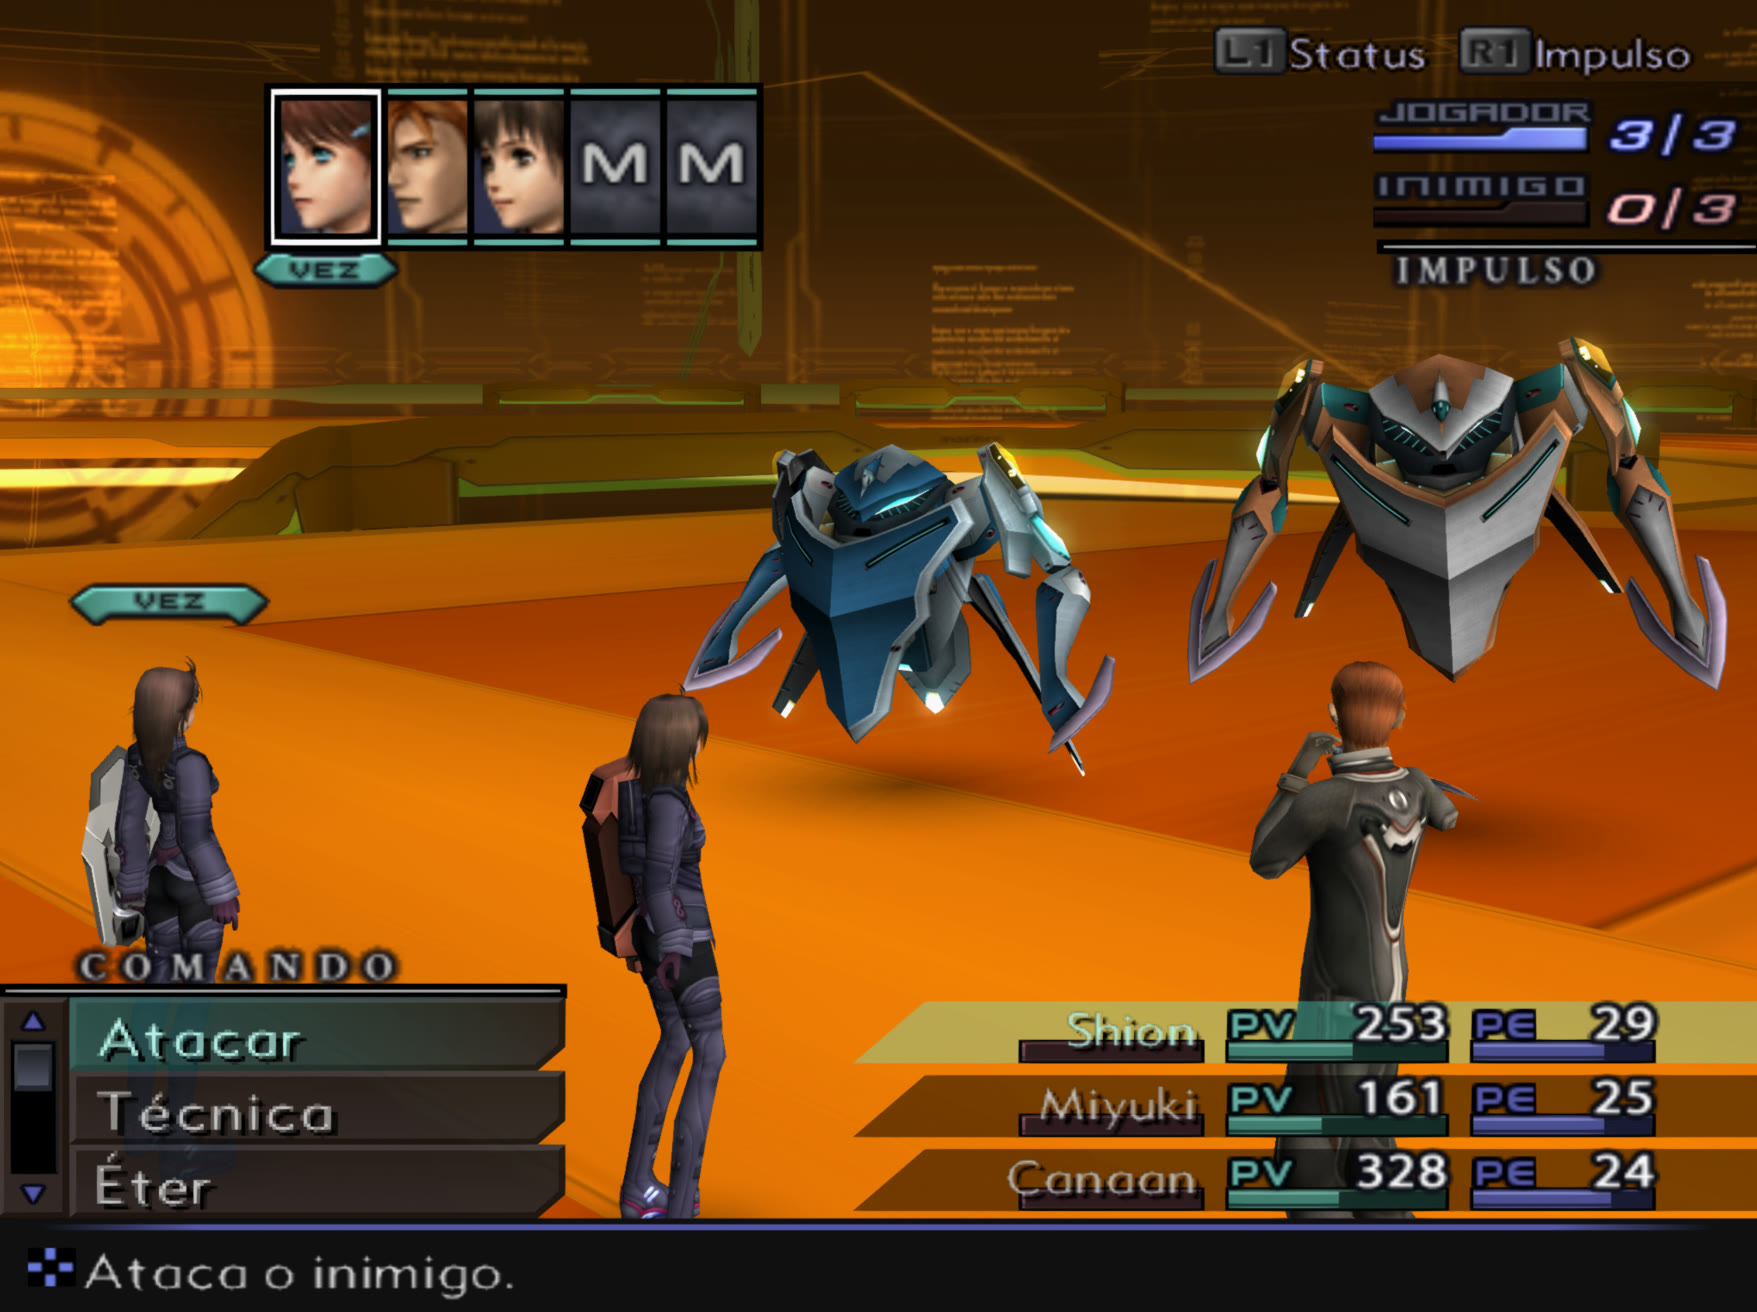 L1 Status R1 Impulso
JOGADOR 3/3
INIMIGO 0/3
IMPULSO
M M
VEZ
VEZ
COMANDO
Atacar
Técnica
Éter
Shion PV 253 PE 29
Miyuki PV 161 PE 25
Canaan PV 328 PE 24
Ataca o inimigo.